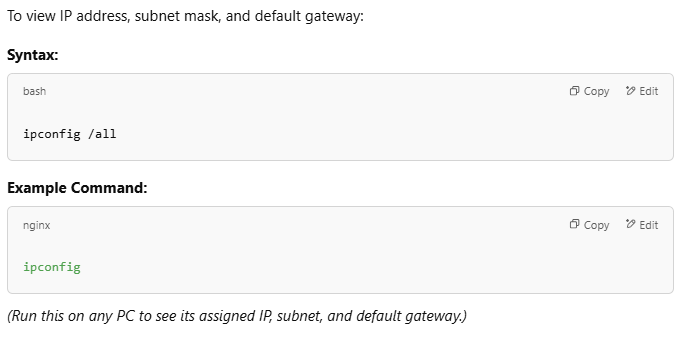 To view IP address, subnet mask, and default gateway:
Syntax:
bash
Copy Edit
ipconfig /all
Example Command:
nginx
Copy Edit
ipconfig
(Run this on any PC to see its assigned IP, subnet, and default gateway.)